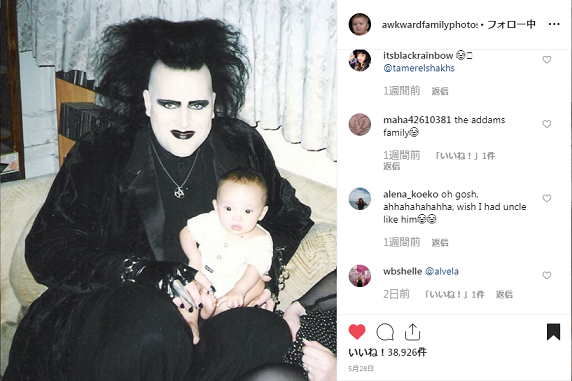 awkwardfamilyphotos • フォロー中
itsblackrainbow 😂
@tamerelshakhs
1週間前 返信
maha42610381 the addams
family😂
1週間前 「いいね！」1件
返信
alena_koeko oh gosh,
ahhahahahahha, wish I had uncle
like him😂😂
1週間前 返信
wbshelle @alvela
2日前 「いいね！」1件 返信
いいね！38,926件
5月28日